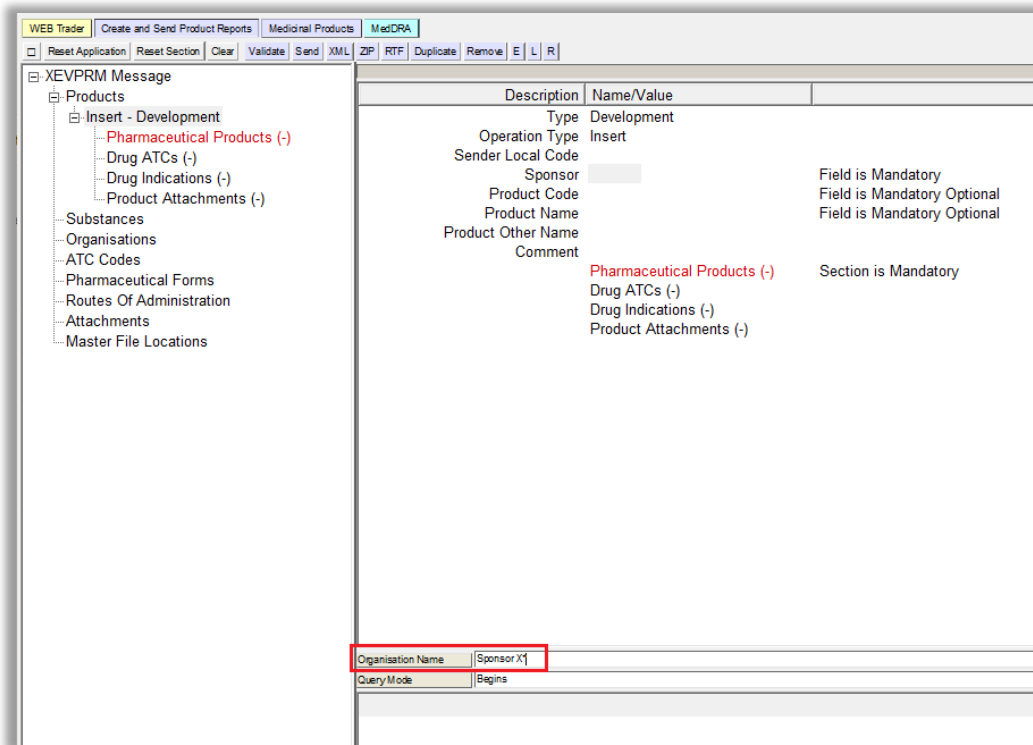 WEB Trader Create and Send Product Reports Medicinal Products MedDRA
Reset Application Reset Section Clear Validate Send XML ZIP RTF Duplicate Remove E L R
XEVPRM Message
Products
Insert - Development
Pharmaceutical Products (-)
Drug ATCs (-)
Drug Indications (-)
Product Attachments (-)
Substances
Organisations
ATC Codes
Pharmaceutical Forms
Routes Of Administration
Attachments
Master File Locations
Description Name/Value
Type Development
Operation Type Insert
Sender Local Code
Sponsor Field is Mandatory
Product Code Field is Mandatory Optional
Product Name Field is Mandatory Optional
Product Other Name
Comment
Pharmaceutical Products (-) Section is Mandatory
Drug ATCs (-)
Drug Indications (-)
Product Attachments (-)
Organisation Name Sponsor X*
Query Mode Begins